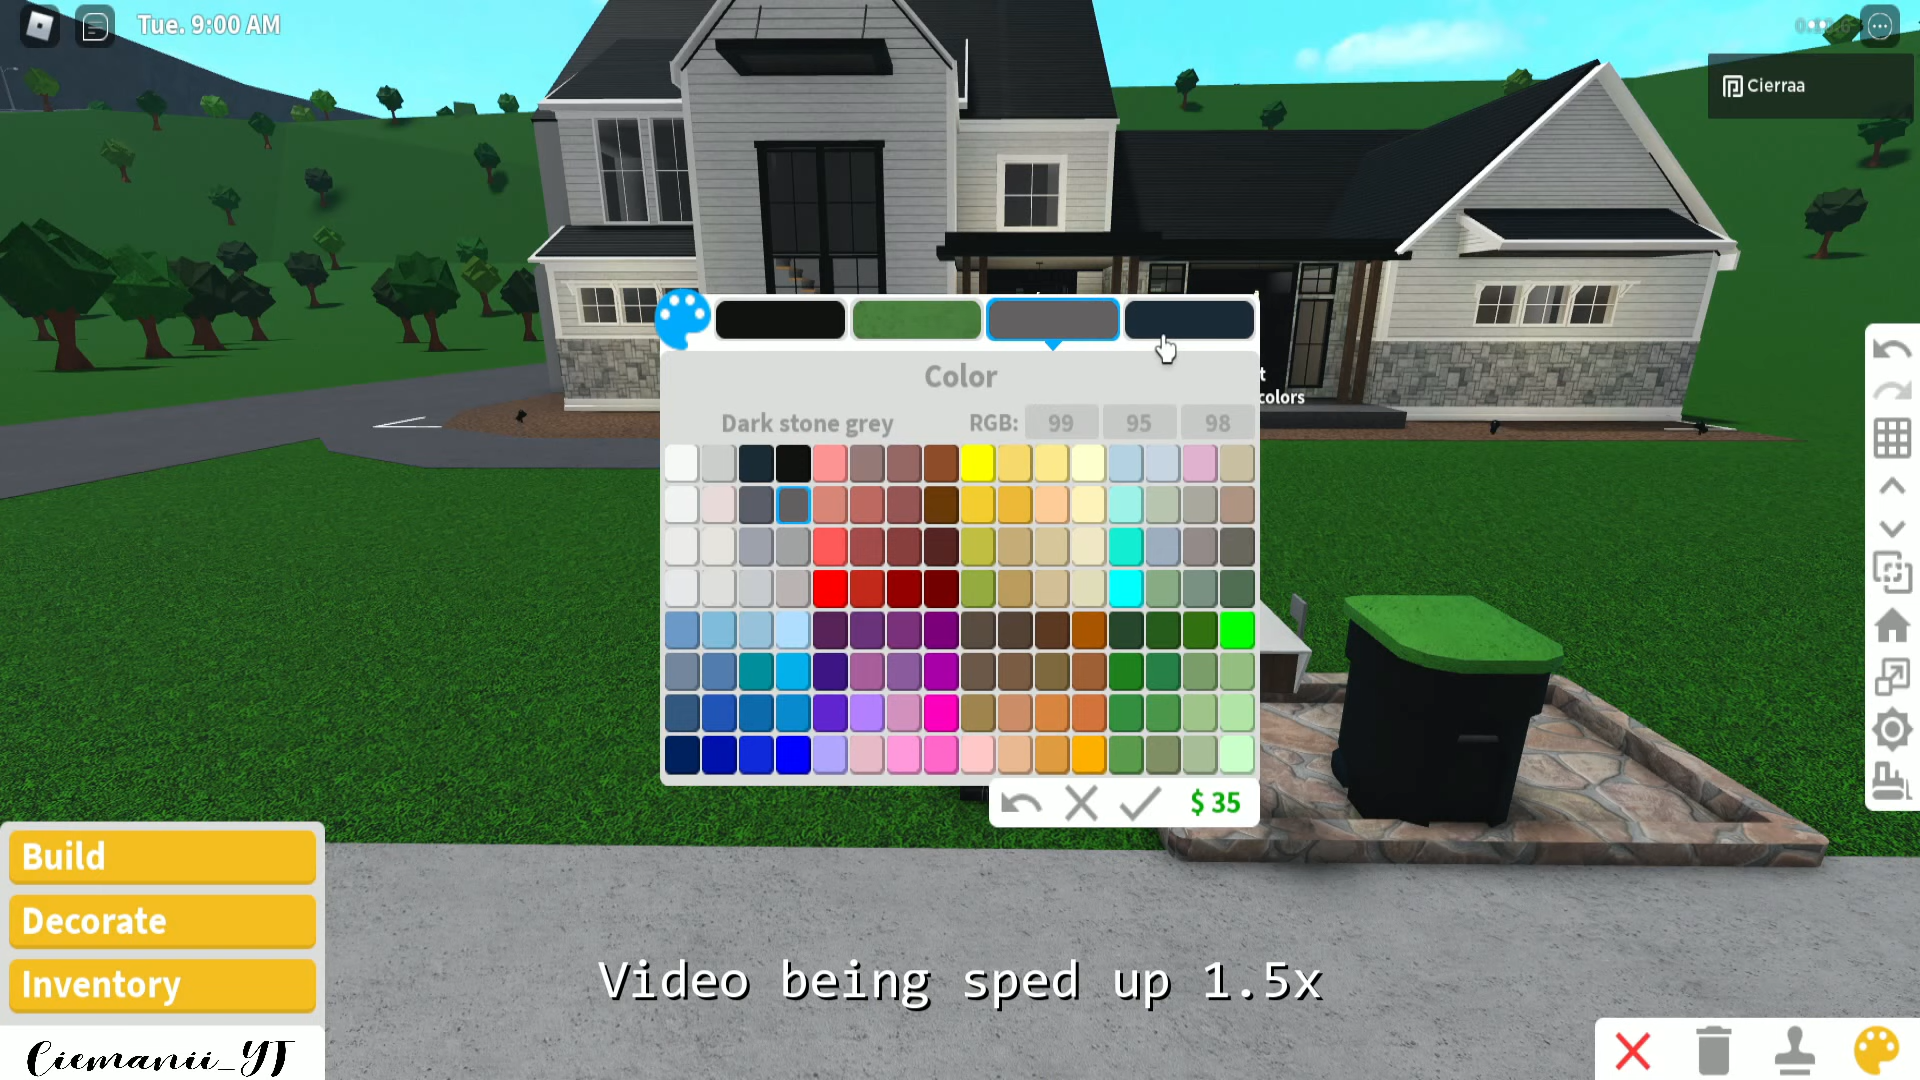 Tue. 9:00 AM
Cierraa
Color
t
colors
Dark stone grey
RGB: 99 95 98
$ 35
Build
Decorate
Inventory
Video being sped up 1.5x
Ciemanii_YT